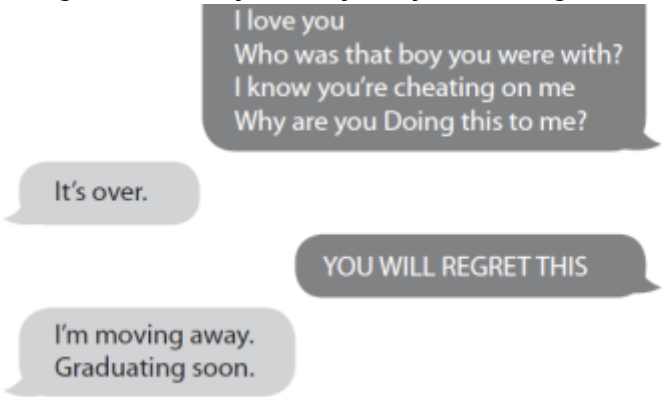 I love you
Who was that boy you were with?
I know you're cheating on me
Why are you Doing this to me?
It's over.
YOU WILL REGRET THIS
I'm moving away.
Graduating soon.